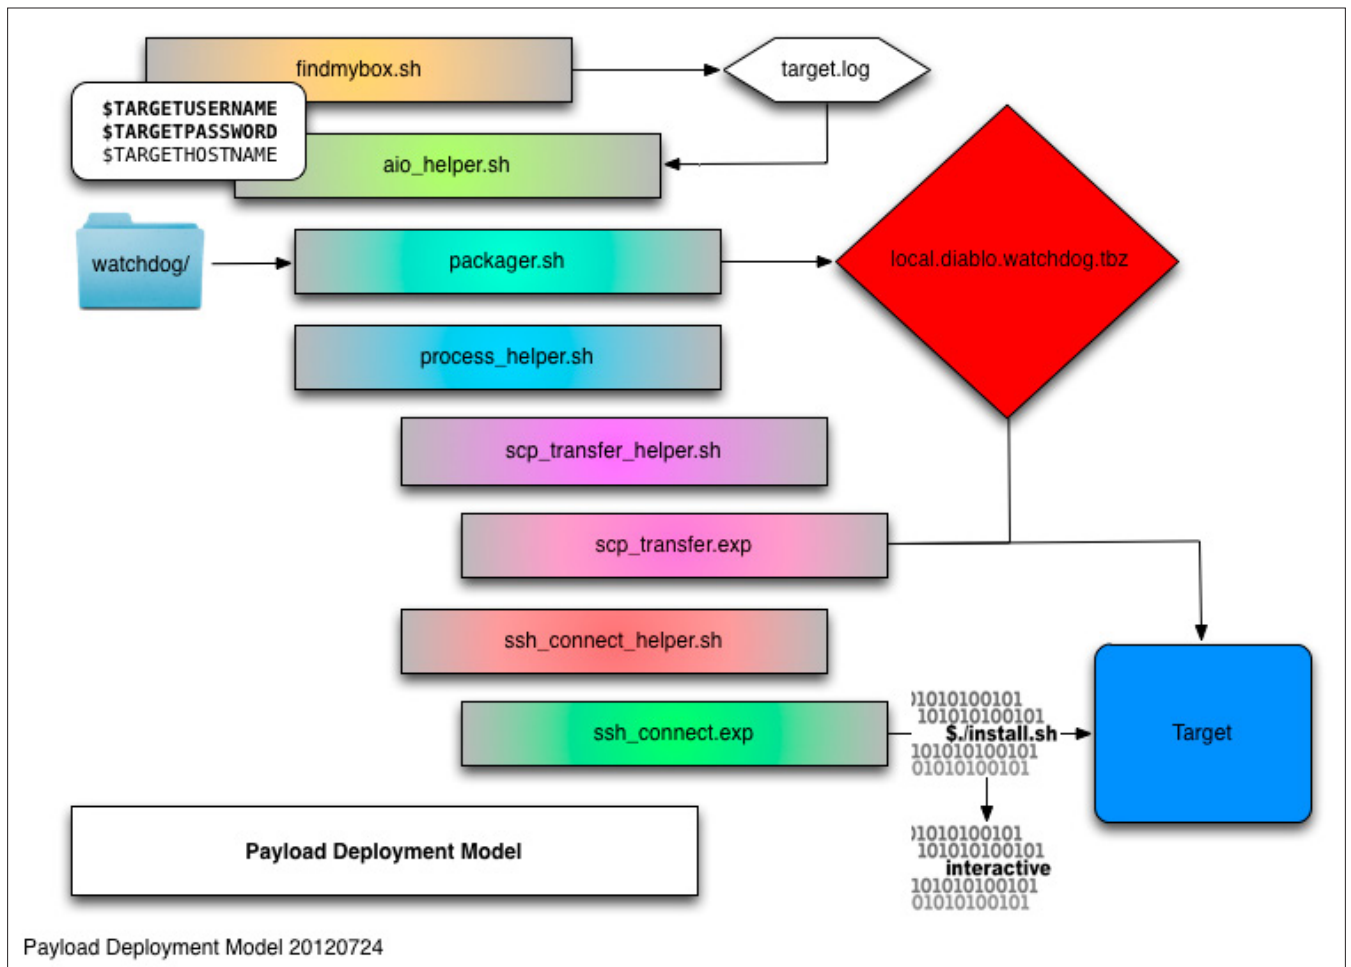 findmybox.sh
target.log
$TARGETUSERNAME
$TARGETPASSWORD
$TARGETHOSTNAME
aio_helper.sh
watchdog/
packager.sh
local.diablo.watchdog.tbz
process_helper.sh
scp_transfer_helper.sh
scp_transfer.exp
ssh_connect_helper.sh
ssh_connect.exp
01010100101
101010100101
$./install.sh
101010100101
01010100101
Target
01010100101
101010100101
interactive
101010100101
01010100101
Payload Deployment Model
Payload Deployment Model 20120724